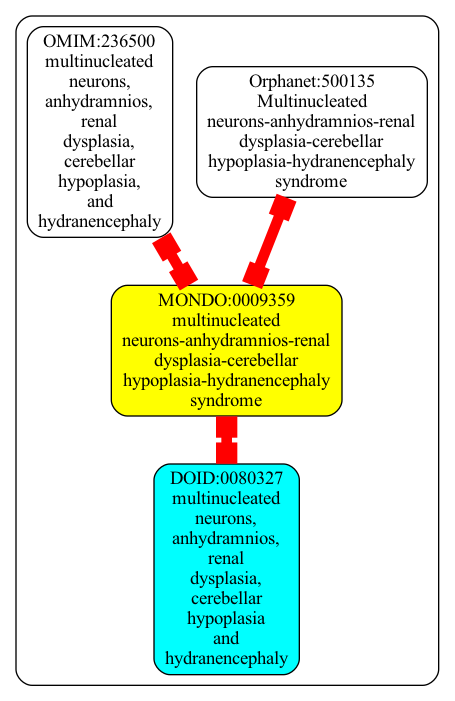 OMIM:236500
multinucleated
neurons,
anhydramnios,
renal
dysplasia,
cerebellar
hypoplasia,
and
hydranencephaly
Orphanet:500135
Multinucleated
neurons-anhydramnios-renal
dysplasia-cerebellar
hypoplasia-hydranencephaly
syndrome
MONDO:0009359
multinucleated
neurons-anhydramnios-renal
dysplasia-cerebellar
hypoplasia-hydranencephaly
syndrome
DOID:0080327
multinucleated
neurons,
anhydramnios,
renal
dysplasia,
cerebellar
hypoplasia
and
hydranencephaly